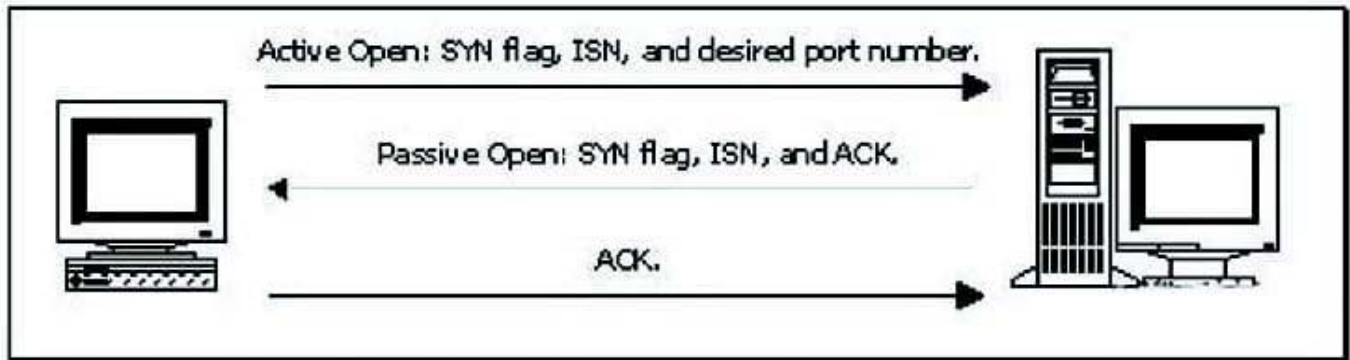 Active Open: SYN flag, ISN, and desired port number.
Passive Open: SYN flag, ISN, and ACK.
ACK.